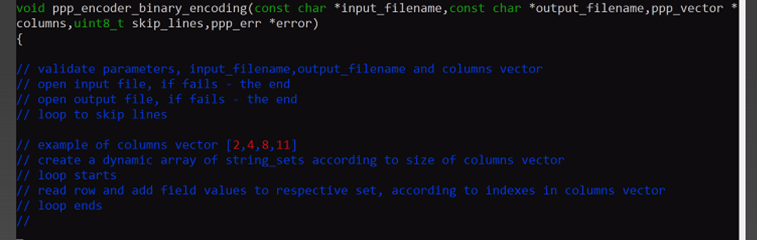 void ppp_encoder_binary_encoding(const char *input_filename,const char *output_filename,ppp_vector *
columns,uint8_t skip_lines,ppp_err *error)
{
// validate parameters, input_filename,output_filename and columns vector
// open input file, if fails - the end
// open output file, if fails - the end
// loop to skip lines
// example of columns vector [2,4,8,11]
// create a dynamic array of string_sets according to size of columns vector
// loop starts
// read row and add field values to respective set, according to indexes in columns vector
// loop ends
//